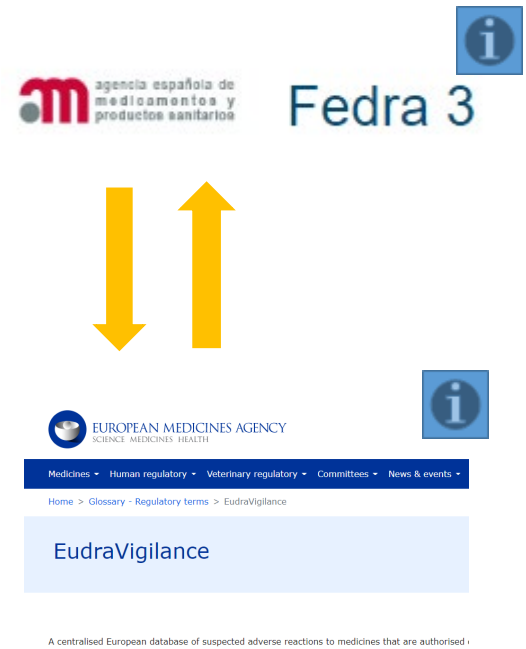 agencia española de
medicamentos y
productos sanitarios
Fedra 3
EUROPEAN MEDICINES AGENCY
SCIENCE MEDICINES HEALTH
Medicines Human regulatory Veterinary regulatory Committees News & events
Home > Glossary - Regulatory terms > EudraVigilance
EudraVigilance
A centralised European database of suspected adverse reactions to medicines that are authorised